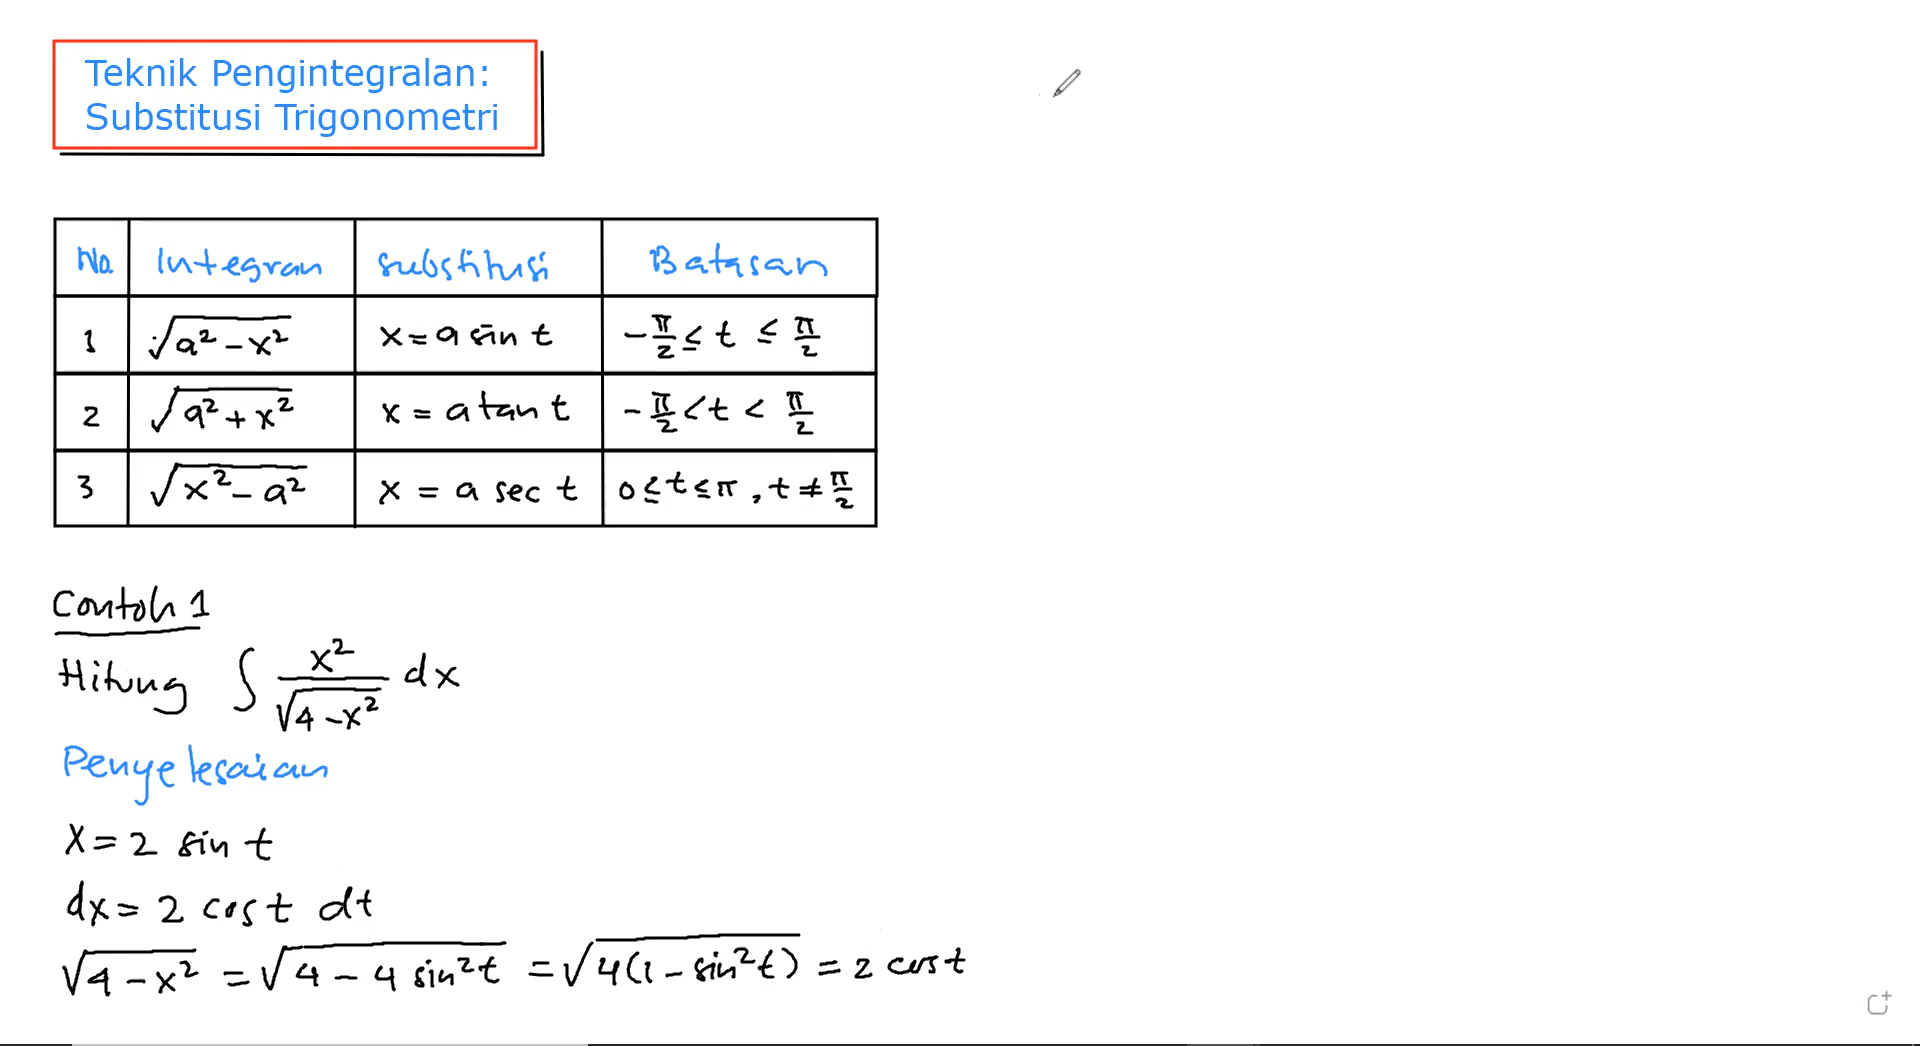 Teknik Pengintegralan:
Substitusi Trigonometri
No. Integran substitusi Batasan
1 √(a² − x²) x = a sin t −π/2 ≤ t ≤ π/2
2 √(a² + x²) x = a tan t −π/2 < t < π/2
3 √(x² − a²) x = a sec t 0 ≤ t ≤ π, t ≠ π/2
Contoh 1
Hitung ∫ x²/√(4 − x²) dx
Penyelesaian
x = 2 sin t
dx = 2 cos t dt
√(4 − x²) = √(4 − 4 sin²t) = √(4(1 − sin²t)) = 2 cos t